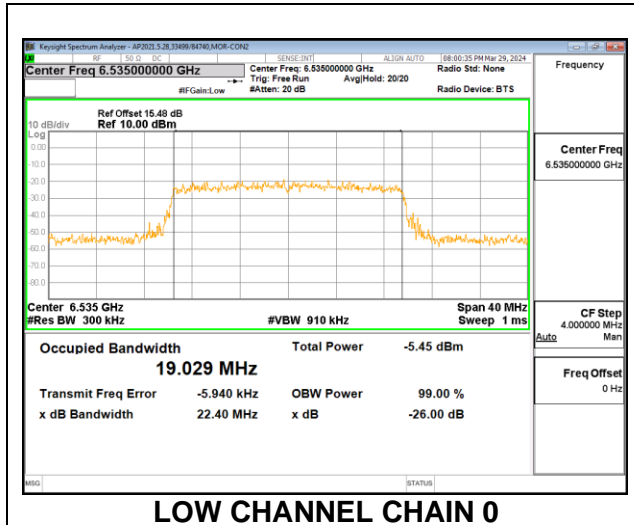 Keysight Spectrum Analyzer - AP2021.5.28,33499/84740,MOR-CON2
RF 50 Ω DC SENSE:INT ALIGN AUTO 08:00:35 PM Mar 29, 2024
Center Freq 6.535000000 GHz Center Freq: 6.535000000 GHz Radio Std: None
Trig: Free Run Avg|Hold: 20/20
#IFGain:Low #Atten: 20 dB Radio Device: BTS
Ref Offset 15.48 dB
10 dB/div Ref 10.00 dBm
Log
0.00
-10.0
-20.0
-30.0
-40.0
-50.0
-60.0
-70.0
-80.0
Center 6.535 GHz Span 40 MHz
#Res BW 300 kHz #VBW 910 kHz Sweep 1 ms
Occupied Bandwidth Total Power -5.45 dBm
19.029 MHz
Transmit Freq Error -5.940 kHz OBW Power 99.00 %
x dB Bandwidth 22.40 MHz x dB -26.00 dB
MSG STATUS
Frequency
Center Freq
6.535000000 GHz
CF Step
4.000000 MHz
Auto Man
Freq Offset
0 Hz
LOW CHANNEL CHAIN 0